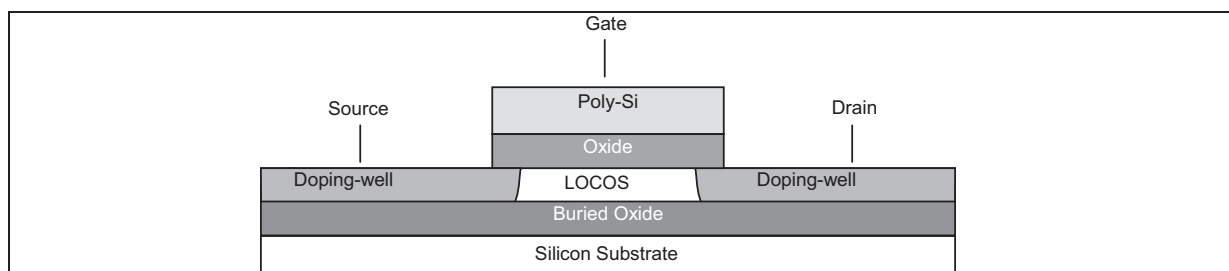 Gate
Poly-Si
Source
Drain
Oxide
Doping-well
LOCOS
Doping-well
Buried Oxide
Silicon Substrate